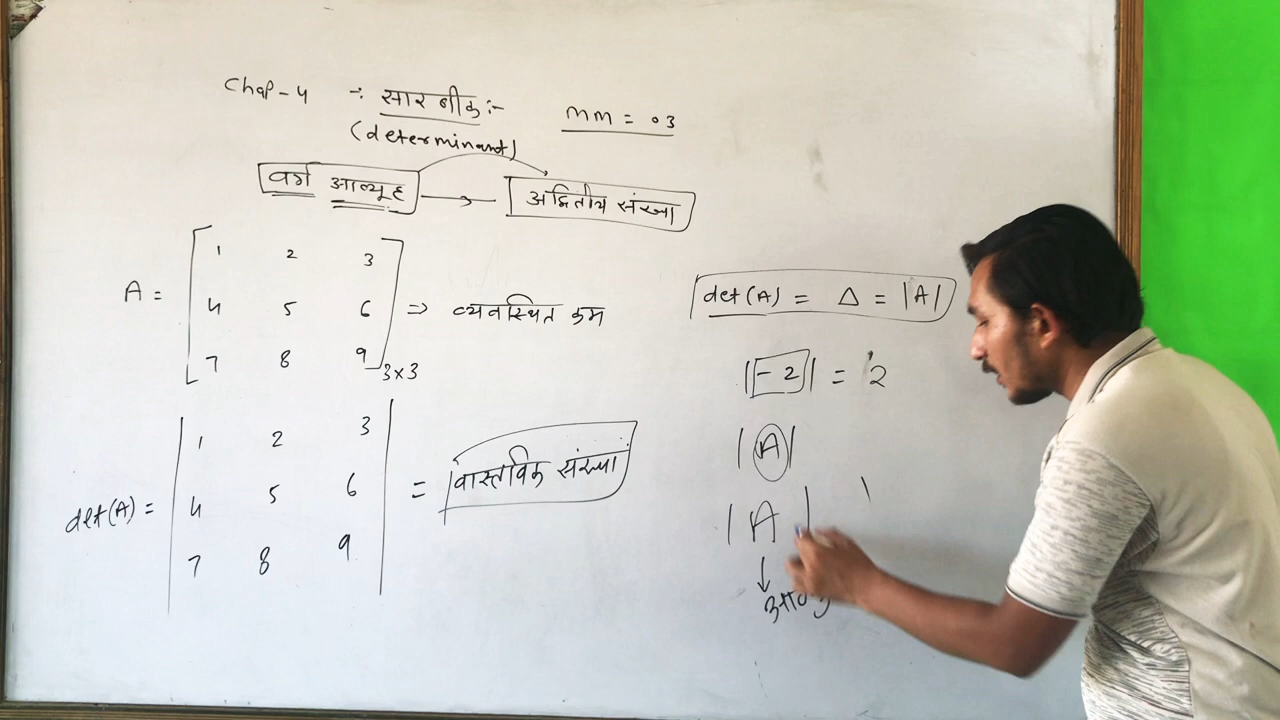 Chap-4 -: सारणीक:-
(determinant)
mm = 03
वर्ग आव्यूह → अद्वितीय संख्या
A = [ 1 2 3
4 5 6 ⇒ व्यवस्थित क्रम
7 8 9 ] 3×3
det(A) = | 1 2 3
4 5 6 | = वास्तविक संख्या
7 8 9
det(A) = Δ = |A|
|-2| = 2
|A|
|A|
↓